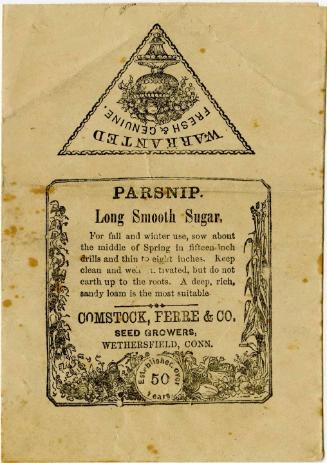 WARRANTED
FRESH & GENUINE.
PARSNIP.
Long Smooth Sugar.
For fall and winter use, sow about
the middle of Spring in fifteen-inch
drills and thin to eight inches. Keep
clean and we tivated, but do not
earth up to the roots. A deep, rich,
sandy loam is the most suitable.
COMSTOCK, FERRE & CO.
SEED GROWERS,
WETHERSFIELD, CONN.
Established over
50
years